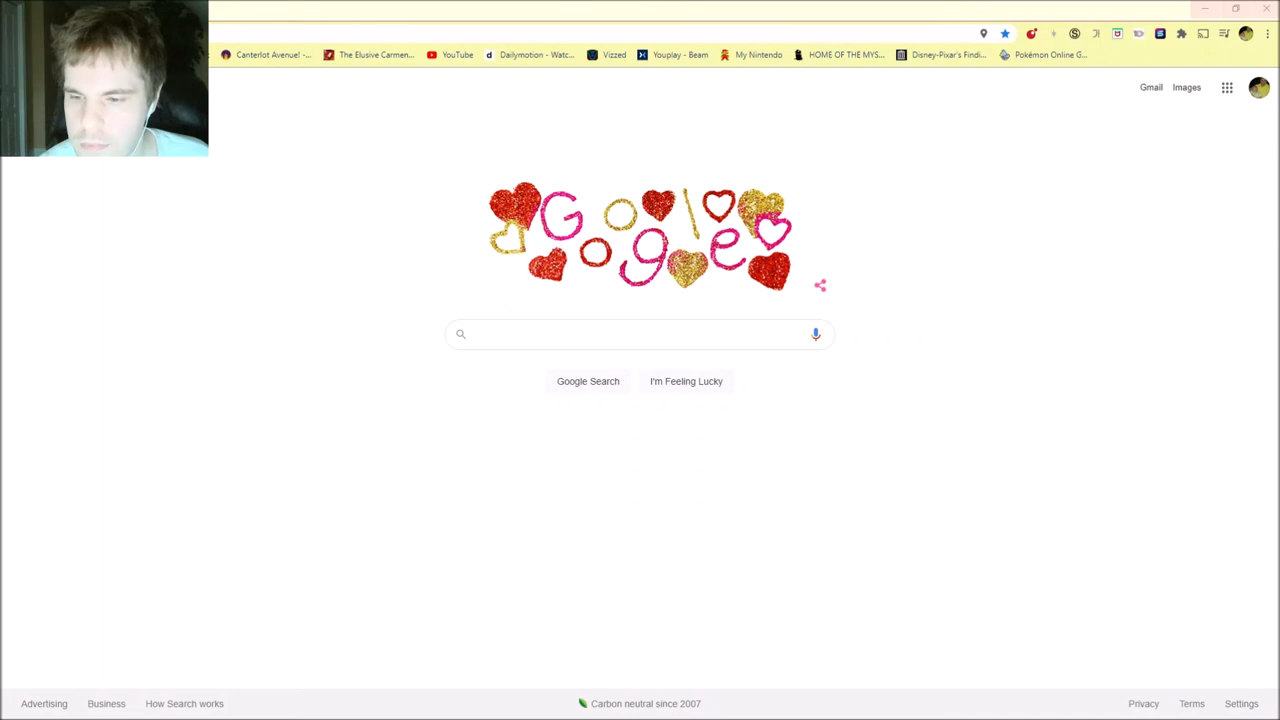 Canterlot Avenue! -... The Elusive Carmen... YouTube Dailymotion - Watc... Vizzed Youplay - Beam My Nintendo HOME OF THE MYS... Disney-Pixar's Findi... Pokémon Online G...
Gmail Images
Google
Google Search I'm Feeling Lucky
Advertising Business How Search works Carbon neutral since 2007 Privacy Terms Settings